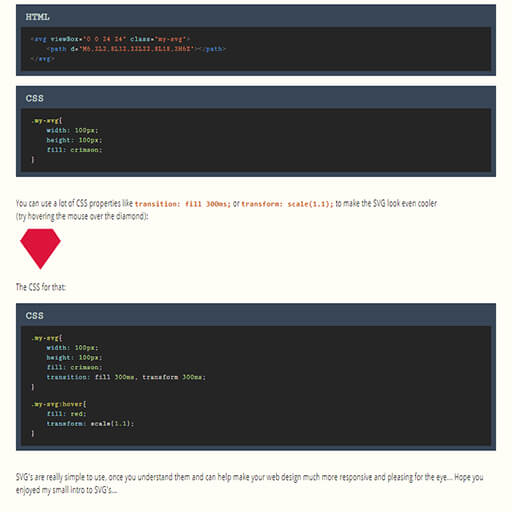 HTML
<svg viewBox="0 0 24 24" class="my-svg">
<path d="M6,2L2,8L12,22L22,8L18,2H6Z"></path>
</svg>
CSS
.my-svg{
width: 100px;
height: 100px;
fill: crimson;
}
You can use a lot of CSS properties like transition: fill 300ms; or transform: scale(1.1); to make the SVG look even cooler
(try hovering the mouse over the diamond):
The CSS for that:
CSS
.my-svg{
width: 100px;
height: 100px;
fill: crimson;
transition: fill 300ms, transform 300ms;
}
.my-svg:hover{
fill: red;
transform: scale(1.1);
}
SVG's are really simple to use, once you understand them and can help make your web design much more responsive and pleasing for the eye... Hope you
enjoyed my small intro to SVG's...